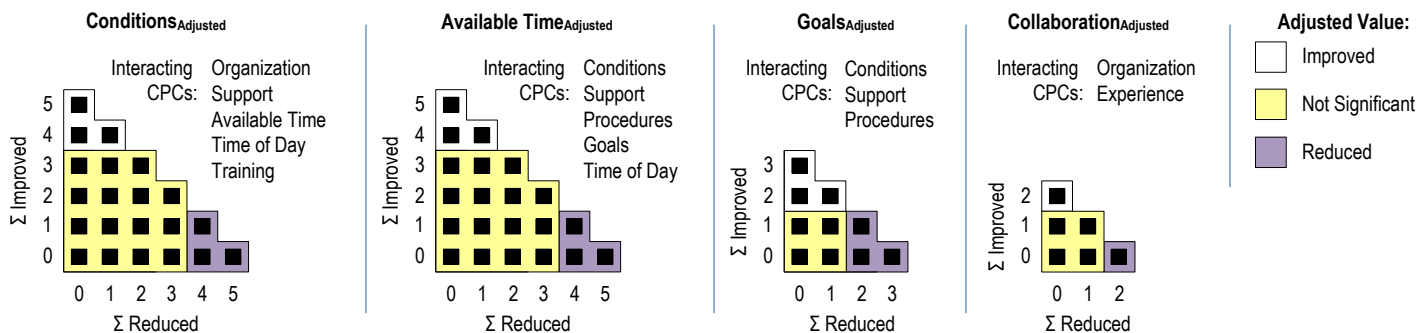 Conditions Adjusted
Interacting CPCs:
Organization
Support
Available Time
Time of Day
Training
Σ Improved
5
4
3
2
1
0
0 1 2 3 4 5
Σ Reduced
Available Time Adjusted
Interacting CPCs:
Conditions
Support
Procedures
Goals
Time of Day
Σ Improved
5
4
3
2
1
0
0 1 2 3 4 5
Σ Reduced
Goals Adjusted
Interacting CPCs:
Conditions
Support
Procedures
Σ Improved
3
2
1
0
0 1 2 3
Σ Reduced
Collaboration Adjusted
Interacting CPCs:
Organization
Experience
Σ Improved
2
1
0
0 1 2
Σ Reduced
Adjusted Value:
Improved
Not Significant
Reduced